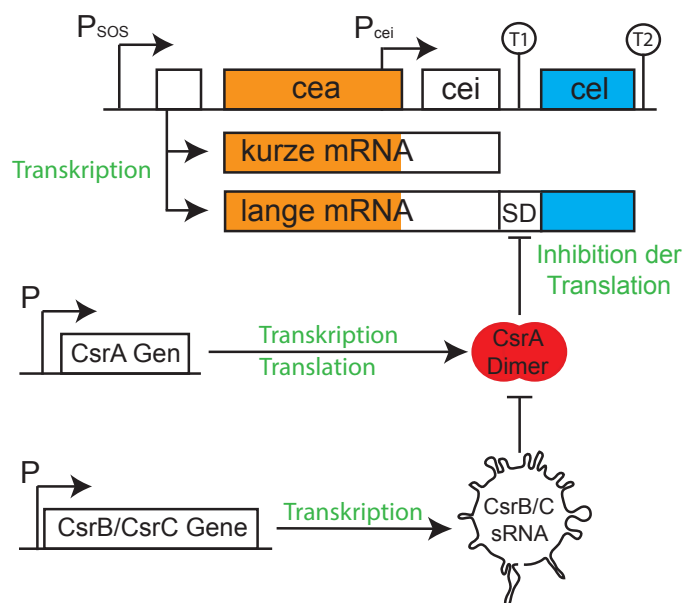 PSOS
Pcei
T1
T2
cea
cei
cel
Transkription
kurze mRNA
lange mRNA
SD
Inhibition der
Translation
P
CsrA Gen
Transkription
Translation
CsrA
Dimer
P
CsrB/CsrC Gene
Transkription
CsrB/C
sRNA